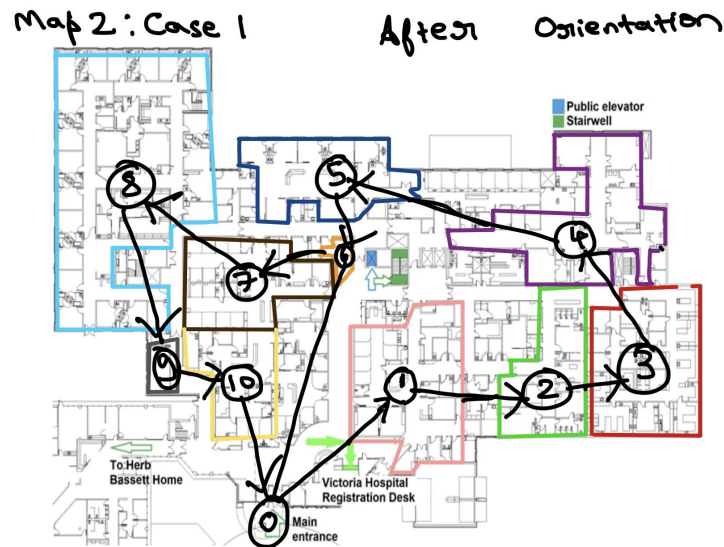 Map 2: Case 1 After Orientation
Public elevator
Stairwell
5
8
4
6
7
3
9
10
1
2
To Herb
Bassett Home
Victoria Hospital
Registration Desk
0
Main
entrance